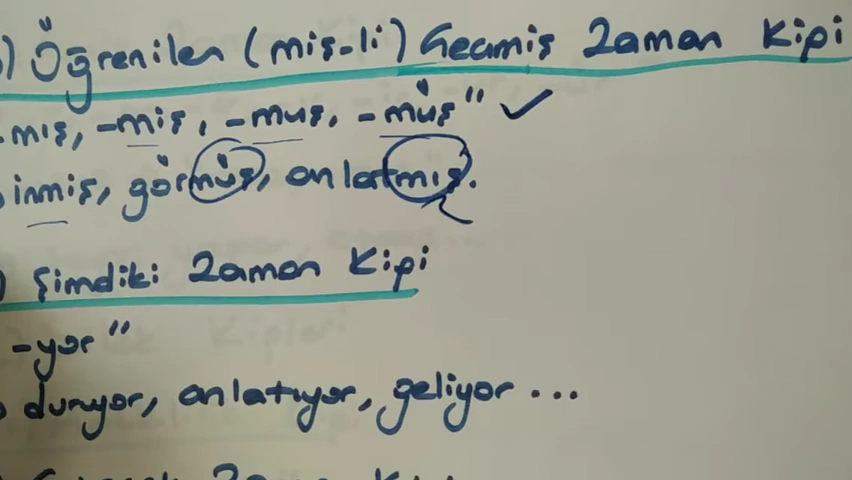 ) Öğrenilen (miş-li) Geçmiş Zaman Kipi
-mış, -miş, -muş, -müş" ✓
inmiş, görmüş, anlatmış.
) Şimdiki Zaman Kipi
-yor"
duruyor, anlatıyor, geliyor...
Zaman